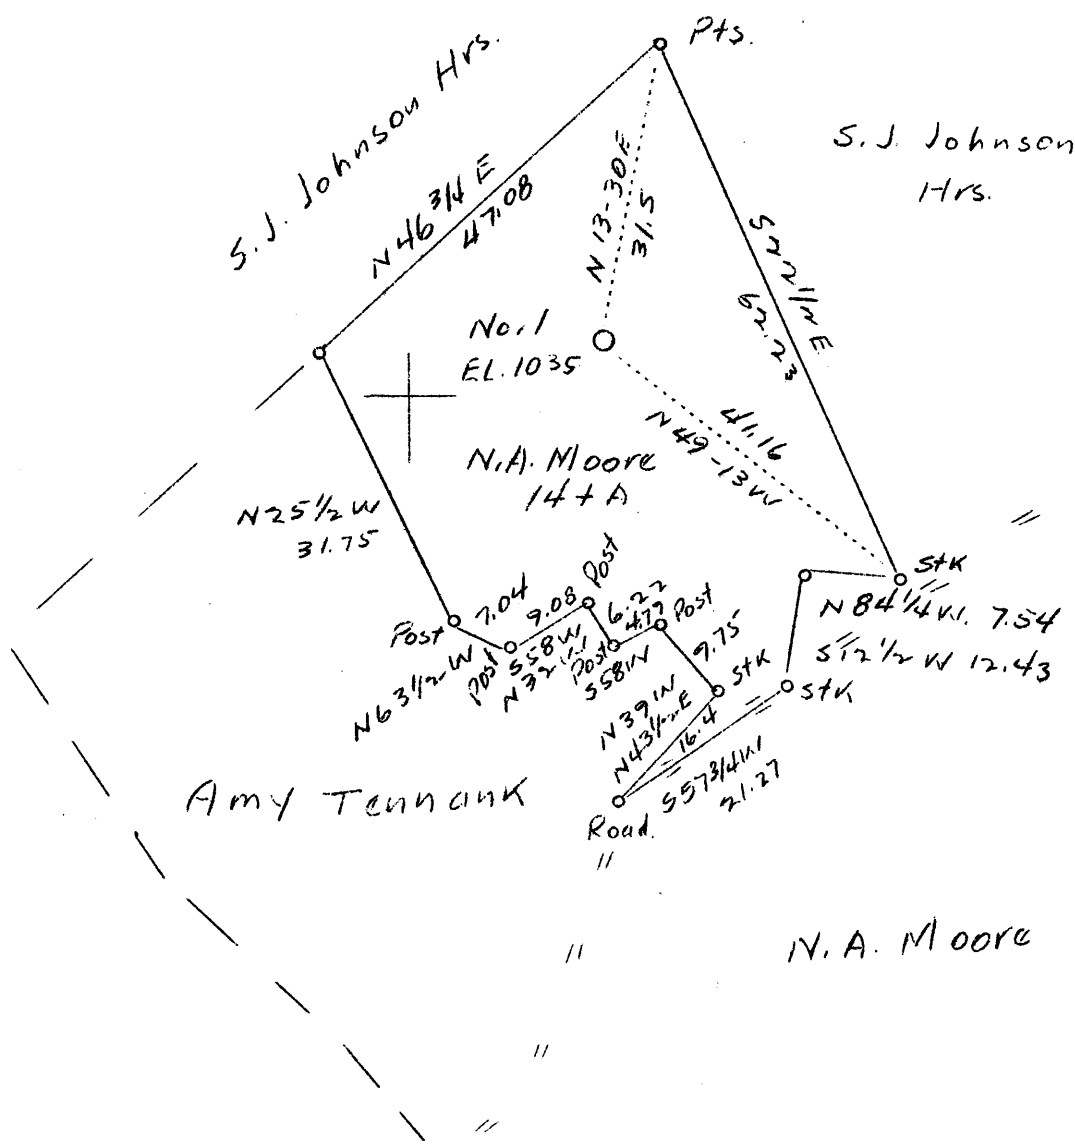 Pts.
S.J. Johnson Hrs.
S.J. Johnson
Hrs.
N 46 3/4 E
47.08
N 13-30E
31.5
S 22 1/2 E
62.23
No. 1
EL. 1035
41.16
N 49-13 W
N.A. Moore
14 + A
N 25 1/2 W
31.75
Stk
N 84 1/4 W. 7.54
S 12 1/2 W 12.43
Stk
Post
7.04
N 63 1/2 W
Post
9.08
S 58 W
Post
6.22
N 32 W
Post
4.77
S 58 W
Post
9.75
N 39 W
Stk
N 43 1/2 E
16.4
S 57 3/4 W
21.27
Road.
Amy Tennank
N.A. Moore